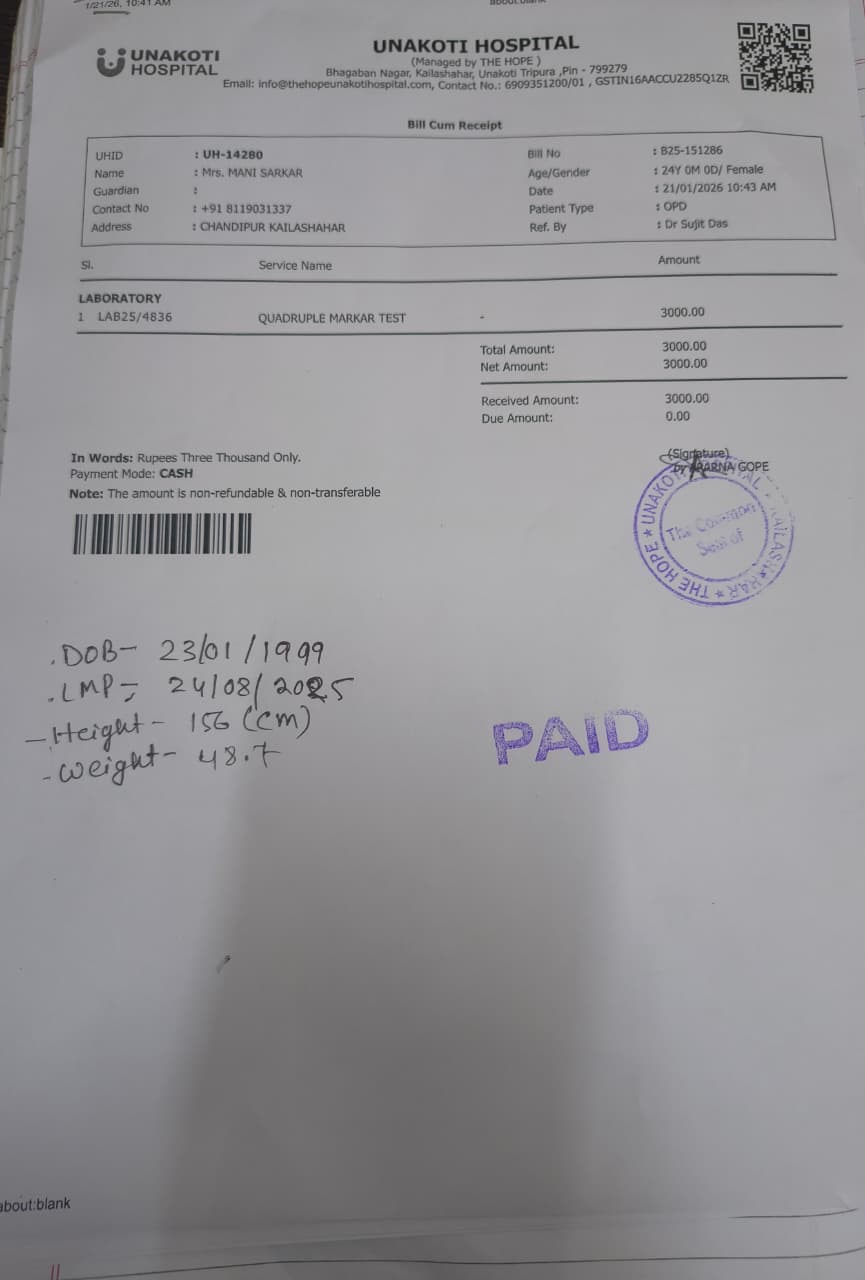 1/21/26, 10:41 AM
about:blank
UNAKOTI
HOSPITAL
UNAKOTI HOSPITAL
(Managed by THE HOPE )
Bhagaban Nagar, Kailashahar, Unakoti Tripura ,Pin - 799279
Email: info@thehopeunakotihospital.com, Contact No.: 6909351200/01 , GSTIN16AACCU2285Q1ZR
Bill Cum Receipt
UHID : UH-14280 Bill No : B25-151286
Name : Mrs. MANI SARKAR Age/Gender : 24Y 0M 0D/ Female
Guardian : Date : 21/01/2026 10:43 AM
Contact No : +91 8119031337 Patient Type : OPD
Address : CHANDIPUR KAILASHAHAR Ref. By : Dr Sujit Das
Sl. Service Name Amount
LABORATORY
1 LAB25/4836 QUADRUPLE MARKAR TEST - 3000.00
Total Amount: 3000.00
Net Amount: 3000.00
Received Amount: 3000.00
Due Amount: 0.00
In Words: Rupees Three Thousand Only.
Payment Mode: CASH
Note: The amount is non-refundable & non-transferable
(Signature)
by GOPE
THE HOPE ★ UNAKOTI
The Common
Seal of
.DOB- 23/01/1999
.LMP- 24/08/2025
-Height- 156 (cm)
-weight- 48.7
PAID
about:blank